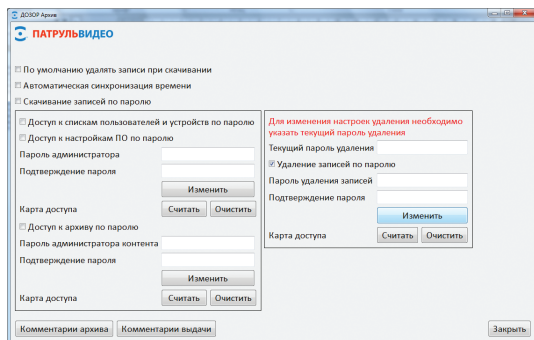 ДОЗОР Архив
ПАТРУЛЬВИДЕО
По умолчанию удалять записи при скачивании
Автоматическая синхронизация времени
Скачивание записей по паролю
Доступ к спискам пользователей и устройств по паролю
Доступ к настройкам ПО по паролю
Пароль администратора
Подтверждение пароля
Изменить
Карта доступа Считать Очистить
Доступ к архиву по паролю
Пароль администратора контента
Подтверждение пароля
Изменить
Карта доступа Считать Очистить
Для изменения настроек удаления необходимо
указать текущий пароль удаления
Текущий пароль удаления
Удаление записей по паролю
Пароль удаления записей
Подтверждение пароля
Изменить
Карта доступа Считать Очистить
Комментарии архива Комментарии выдачи Закрыть